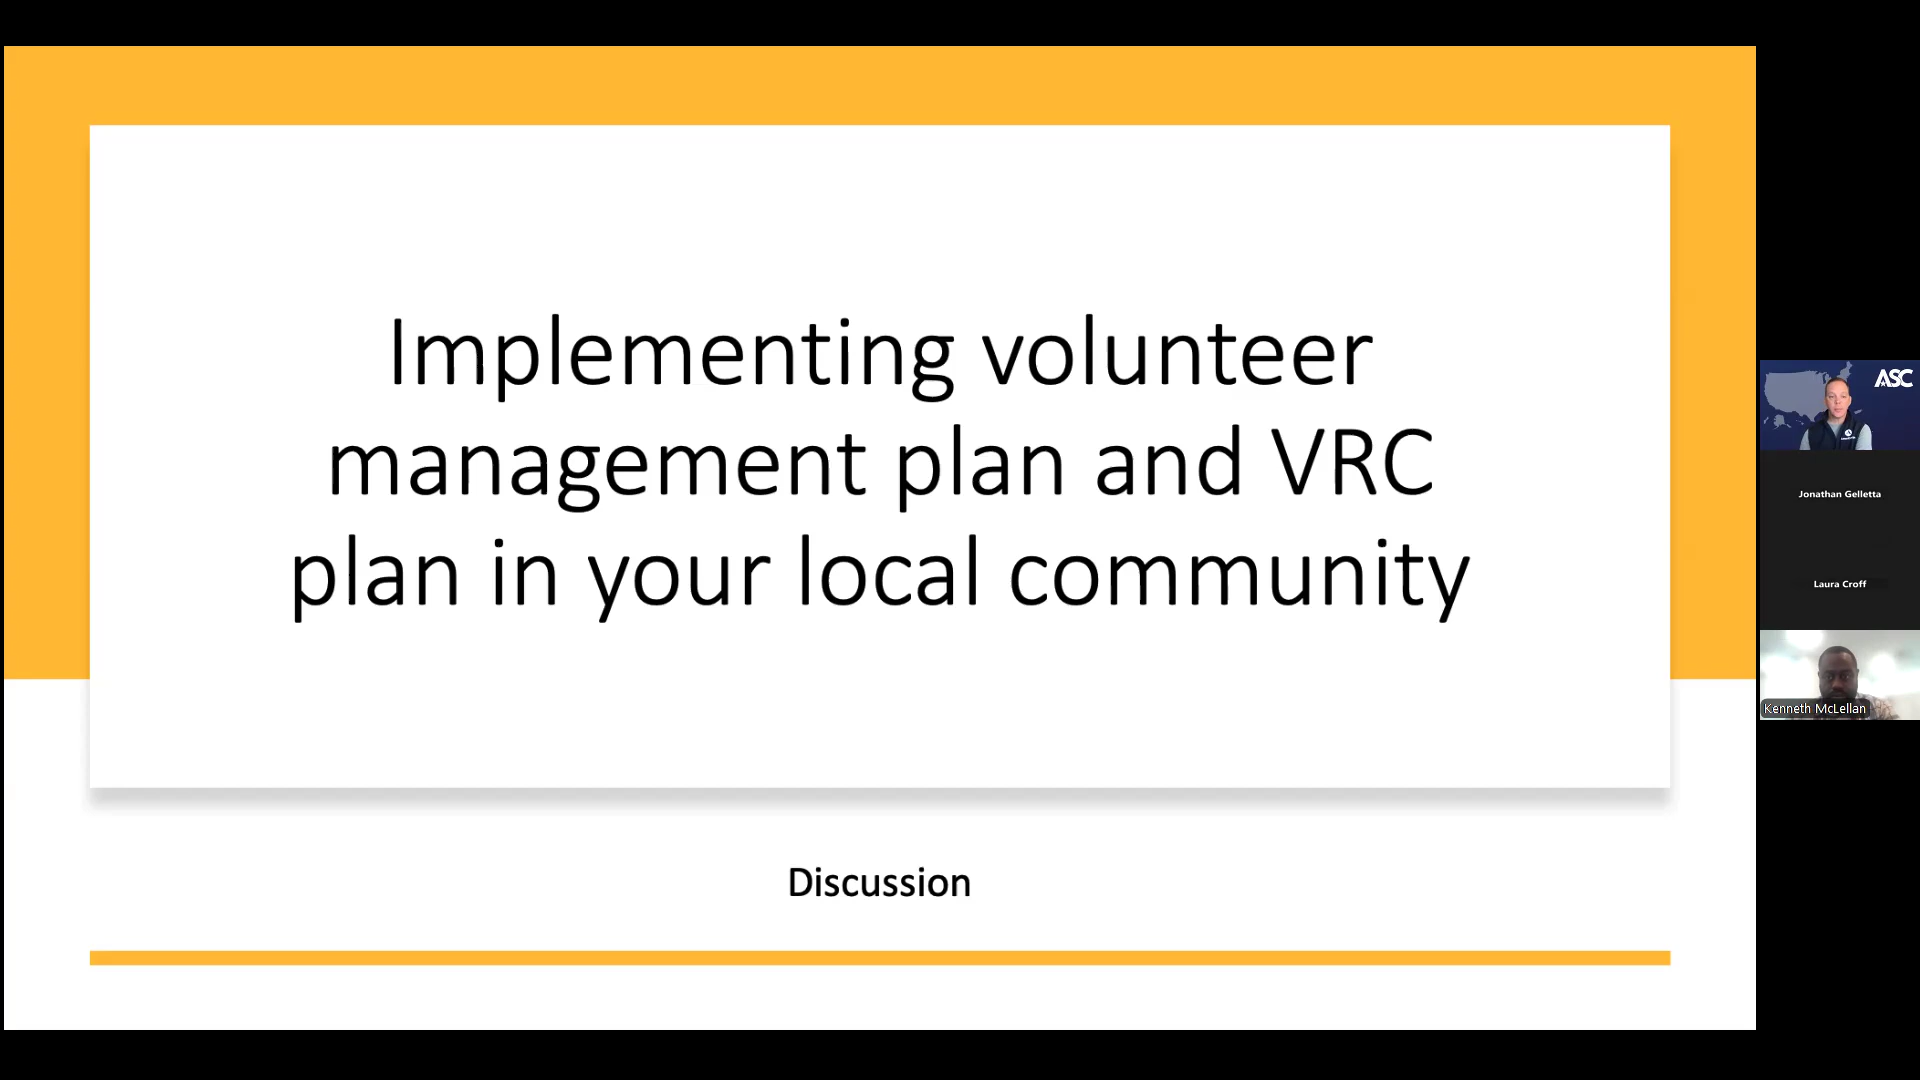 Implementing volunteer
management plan and VRC
plan in your local community
Discussion
ASC
Jonathan Gelletta
Laura Croff
Kenneth McLellan